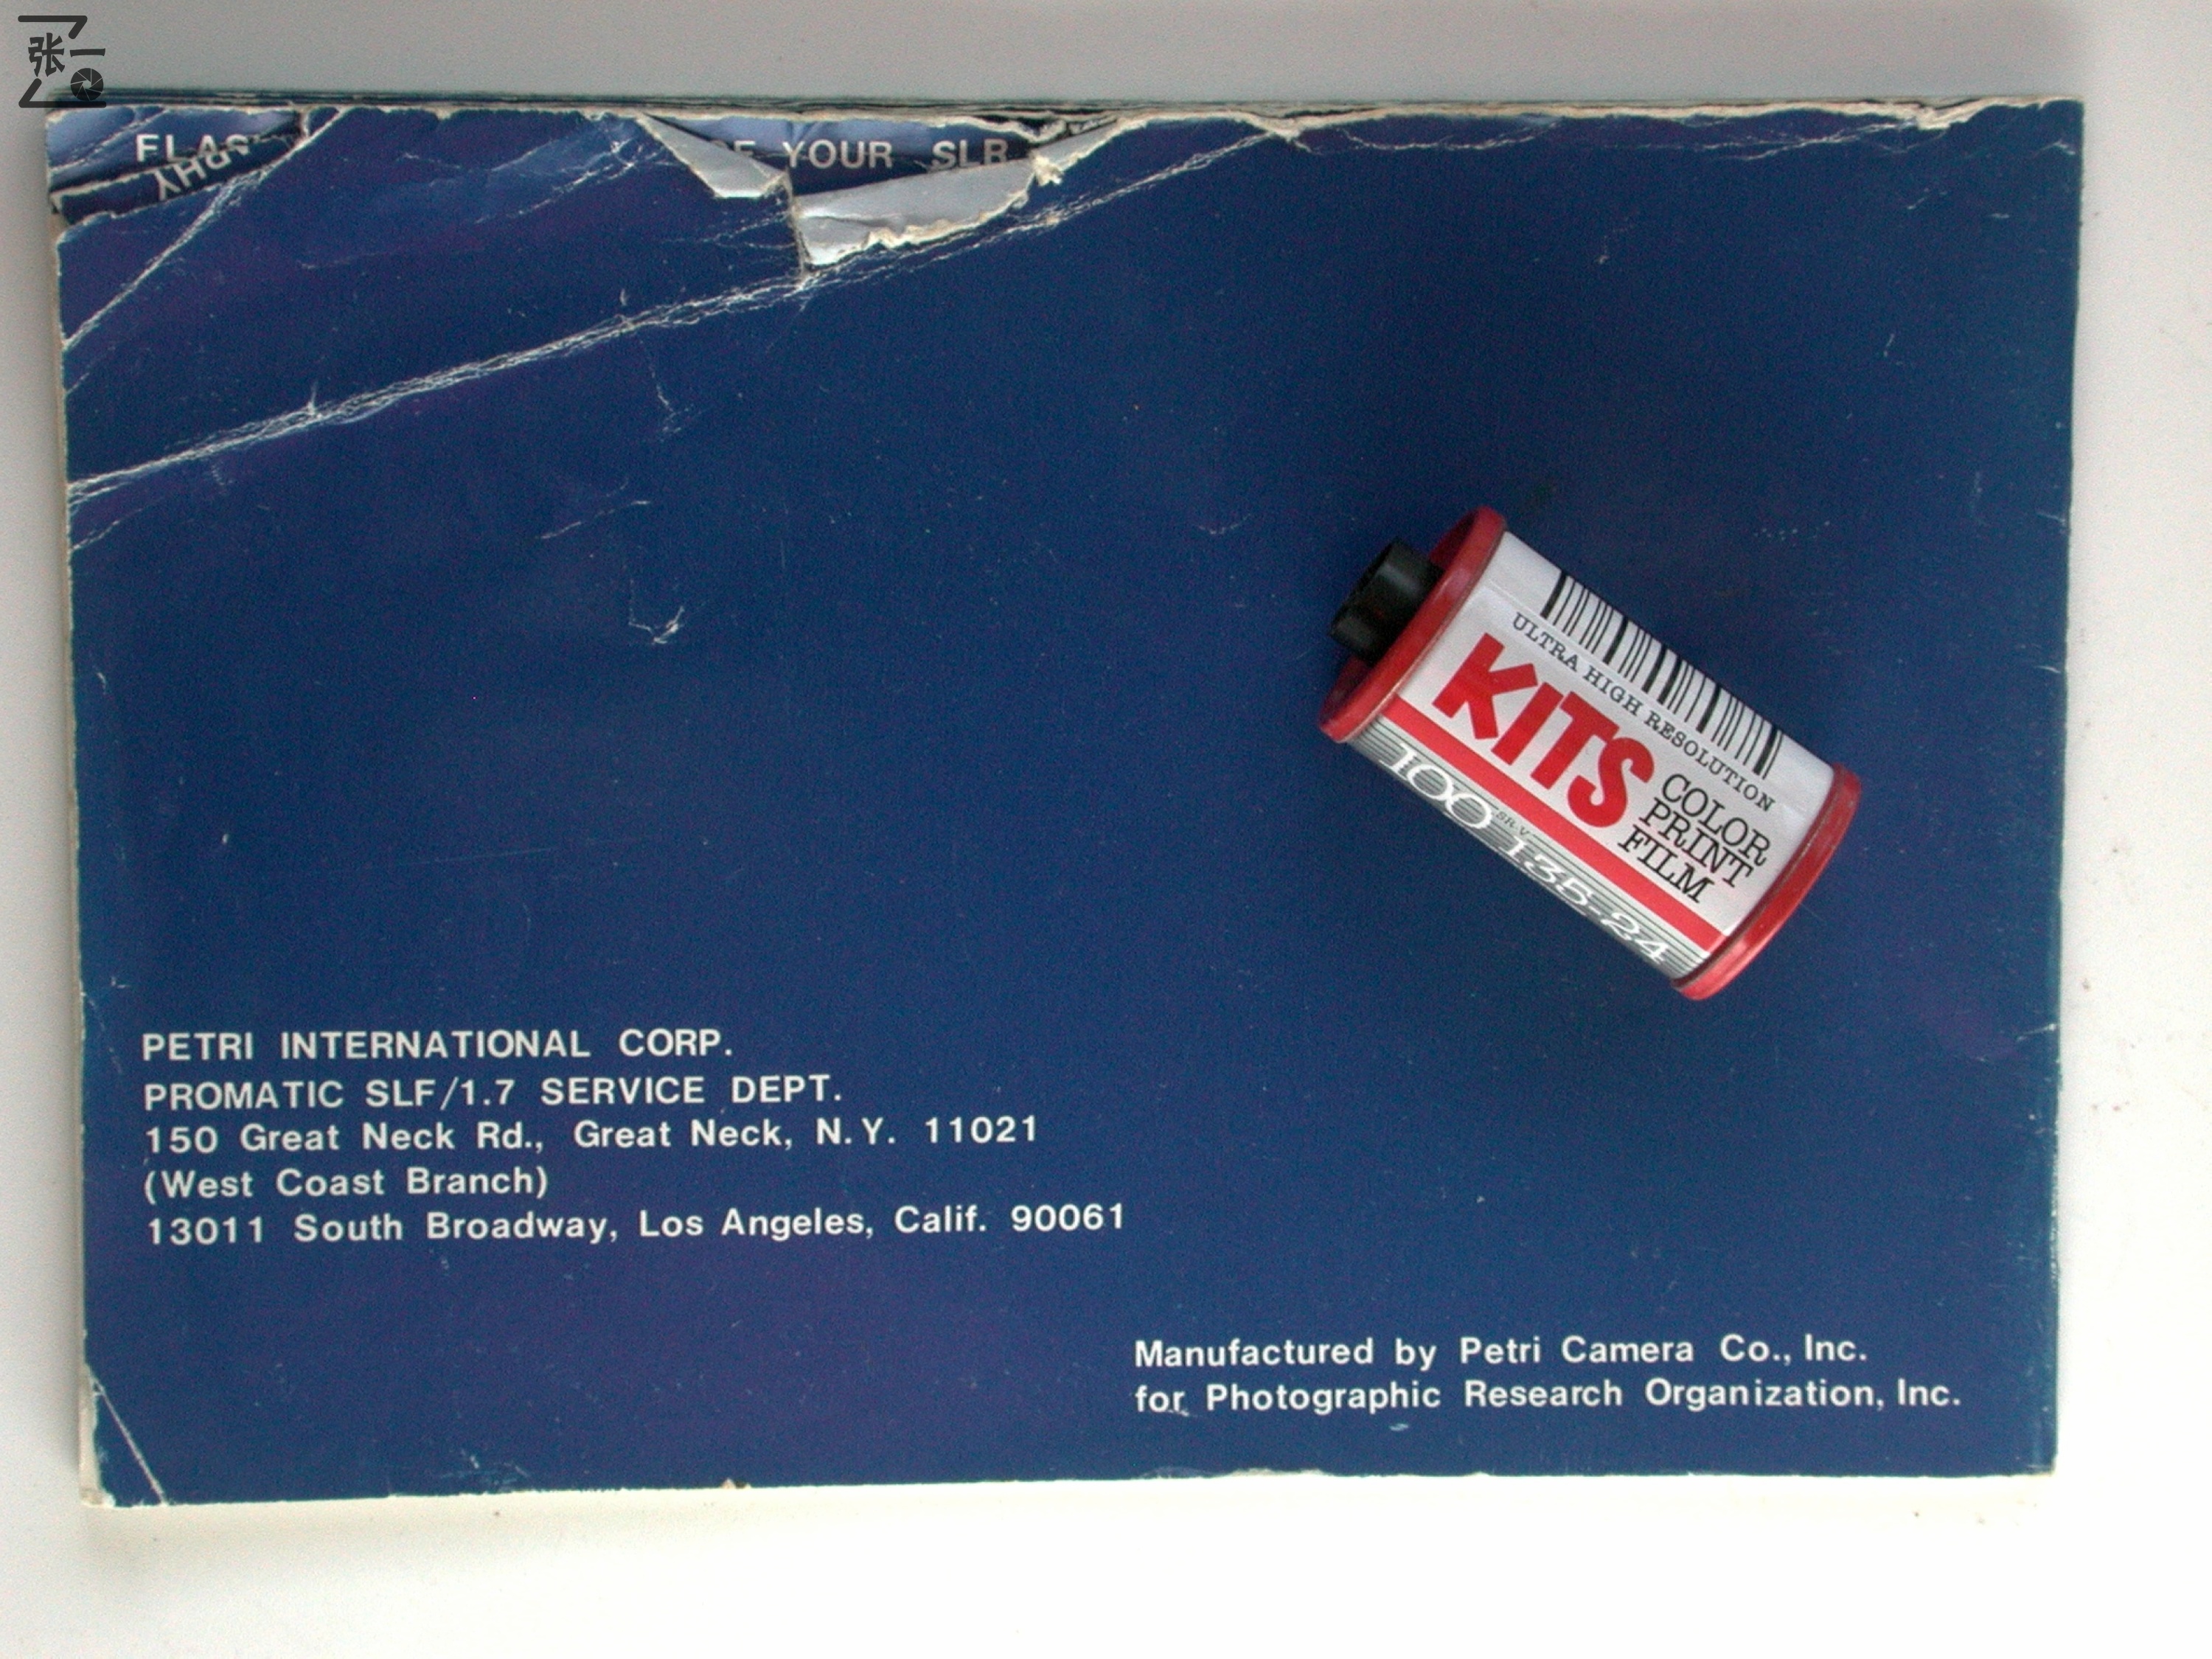 张一
YOUR SLR
PETRI INTERNATIONAL CORP.
PROMATIC SLF/1.7 SERVICE DEPT.
150 Great Neck Rd., Great Neck, N.Y. 11021
(West Coast Branch)
13011 South Broadway, Los Angeles, Calif. 90061
Manufactured by Petri Camera Co., Inc.
for Photographic Research Organization, Inc.
ULTRA HIGH RESOLUTION
KITS
COLOR
PRINT
FILM
100 SR-V 135-24